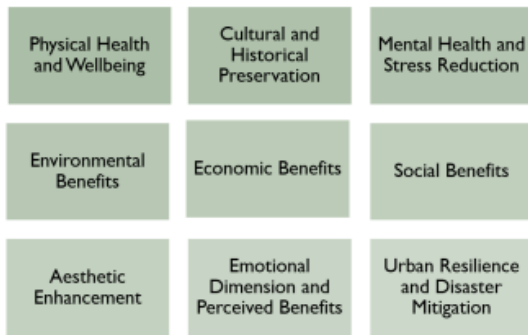 Physical Health
and Wellbeing
Cultural and
Historical
Preservation
Mental Health and
Stress Reduction
Environmental
Benefits
Economic Benefits
Social Benefits
Aesthetic
Enhancement
Emotional
Dimension and
Perceived Benefits
Urban Resilience
and Disaster
Mitigation